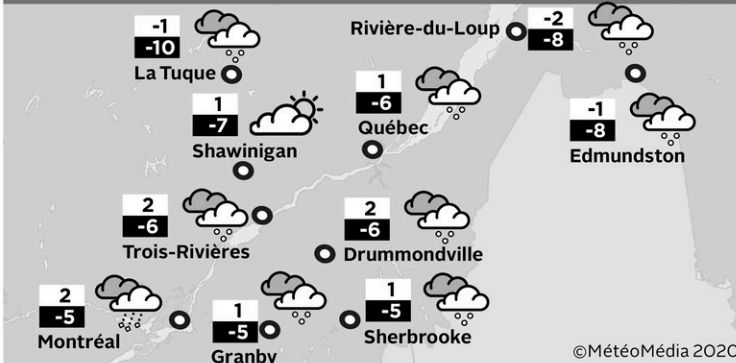 -1
-10
La Tuque
Rivière-du-Loup
-2
-8
1
-7
Shawinigan
1
-6
Québec
-1
-8
Edmundston
2
-6
Trois-Rivières
2
-6
Drummondville
2
-5
Montréal
1
-5
Granby
1
-5
Sherbrooke
©MétéoMédia 2020